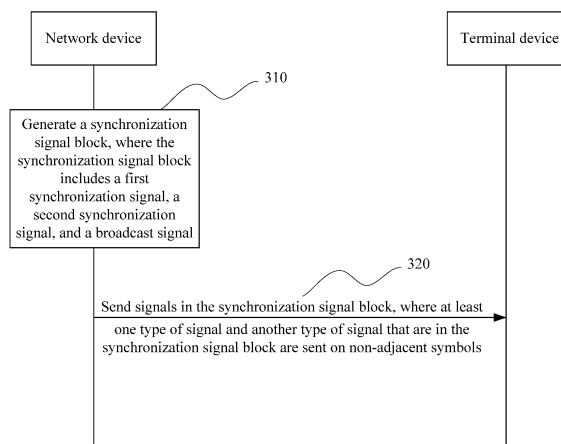 Network device
Terminal device
310
Generate a synchronization
signal block, where the
synchronization signal block
includes a first
synchronization signal, a
second synchronization
signal, and a broadcast signal
320
Send signals in the synchronization signal block, where at least
one type of signal and another type of signal that are in the
synchronization signal block are sent on non-adjacent symbols